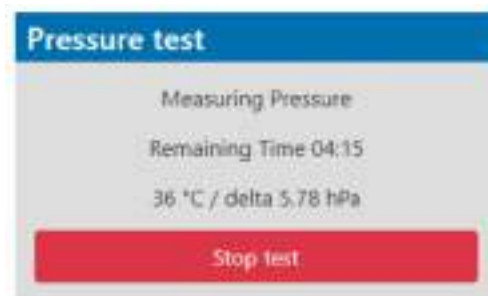 Pressure test
Measuring Pressure
Remaining Time 04:15
36 °C / delta 5.78 hPa
Stop test